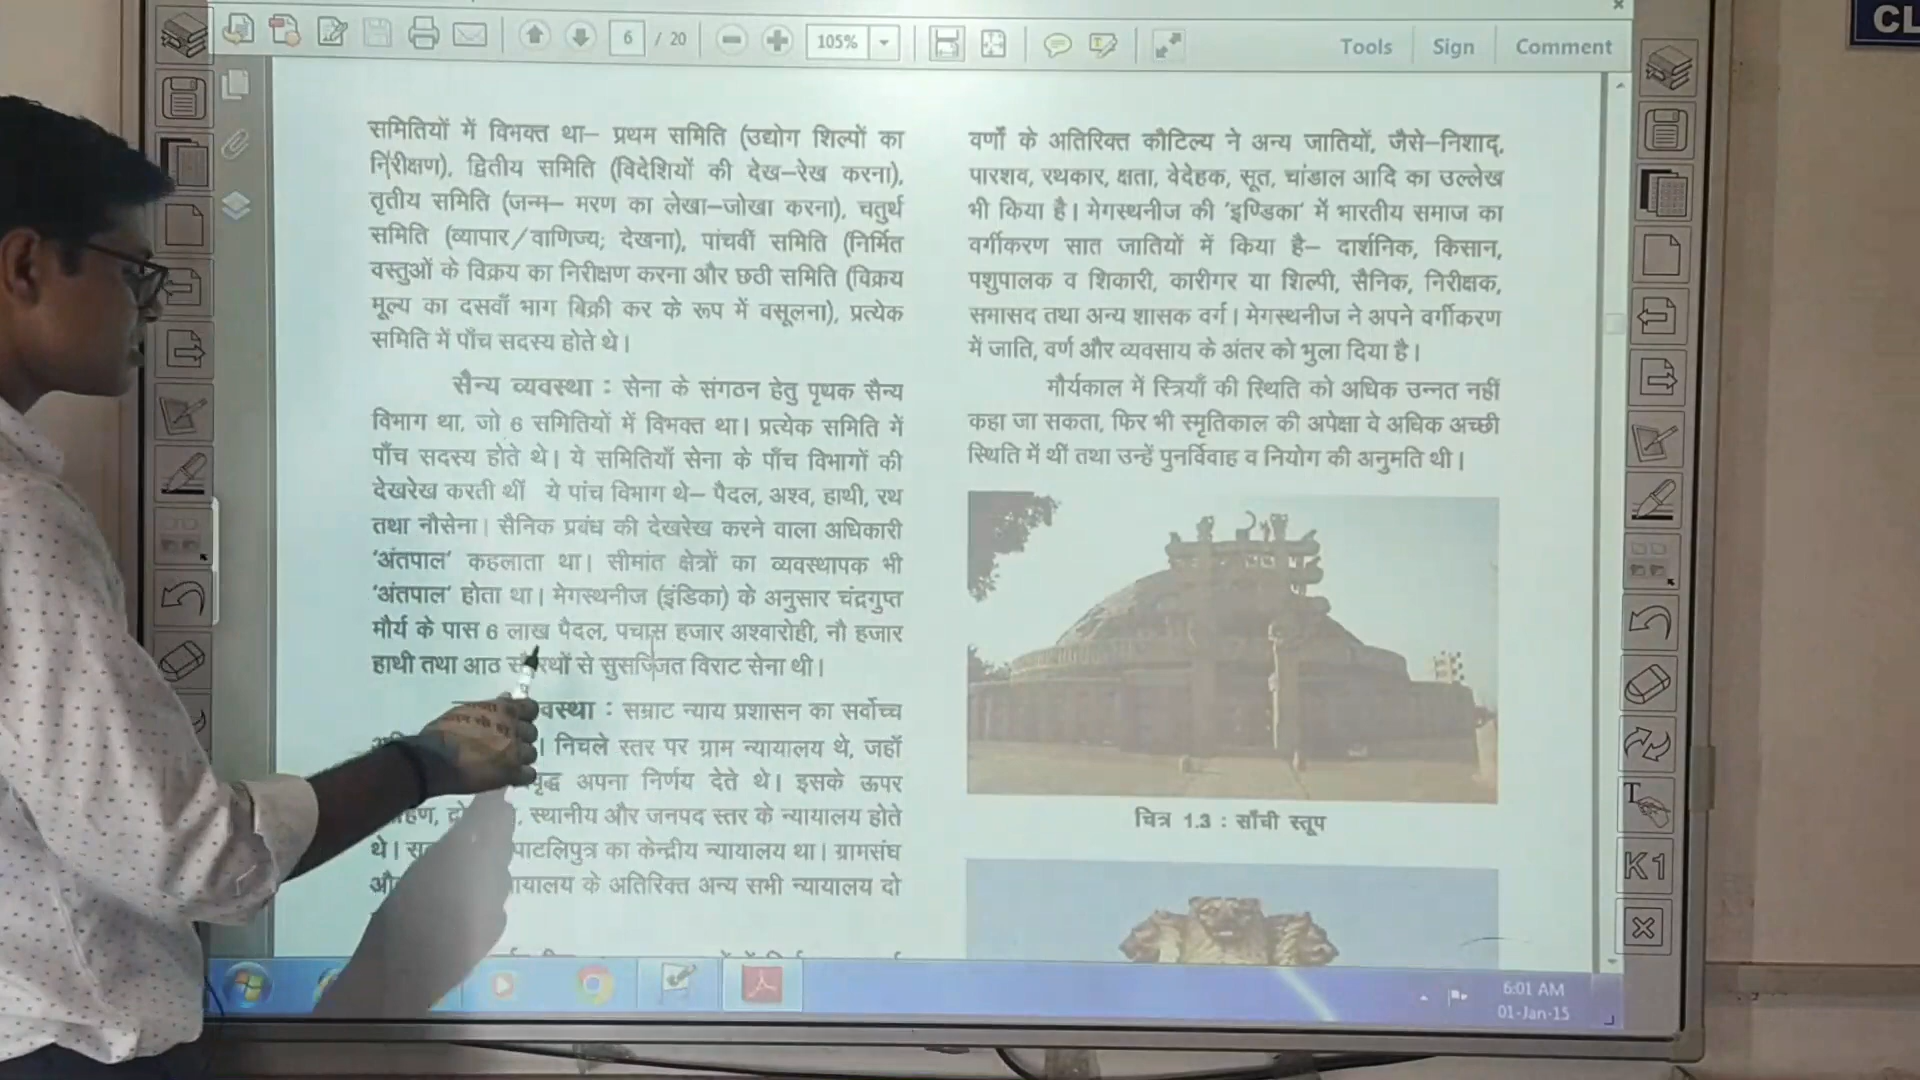 CL
6 / 20
105%
Tools
Sign
Comment
समितियों में विभक्त था– प्रथम समिति (उद्योग शिल्पों का
निरीक्षण), द्वितीय समिति (विदेशियों की देख–रेख करना),
तृतीय समिति (जन्म– मरण का लेखा–जोखा करना), चतुर्थ
समिति (व्यापार/वाणिज्य; देखना), पांचवीं समिति (निर्मित
वस्तुओं के विक्रय का निरीक्षण करना और छठी समिति (विक्रय
मूल्य का दसवाँ भाग बिक्री कर के रूप में वसूलना), प्रत्येक
समिति में पाँच सदस्य होते थे।
सैन्य व्यवस्था : सेना के संगठन हेतु पृथक सैन्य
विभाग था, जो 6 समितियों में विभक्त था। प्रत्येक समिति में
पाँच सदस्य होते थे। ये समितियाँ सेना के पाँच विभागों की
देखरेख करती थीं ये पांच विभाग थे– पैदल, अश्व, हाथी, रथ
तथा नौसेना। सैनिक प्रबंध की देखरेख करने वाला अधिकारी
'अंतपाल' कहलाता था। सीमांत क्षेत्रों का व्यवस्थापक भी
'अंतपाल' होता था। मेगस्थनीज (इंडिका) के अनुसार चंद्रगुप्त
मौर्य के पास 6 लाख पैदल, पचास हजार अश्वारोही, नौ हजार
हाथी तथा आठ रथों से सुसज्जित विराट सेना थी।
वस्था : सम्राट न्याय प्रशासन का सर्वोच्च
। निचले स्तर पर ग्राम न्यायालय थे, जहाँ
वृद्ध अपना निर्णय देते थे। इसके ऊपर
स्थानीय और जनपद स्तर के न्यायालय होते
थे। पाटलिपुत्र का केन्द्रीय न्यायालय था। ग्रामसंघ
यायालय के अतिरिक्त अन्य सभी न्यायालय दो
वर्णों के अतिरिक्त कौटिल्य ने अन्य जातियों, जैसे–निशाद्,
पारशव, रथकार, क्षता, वेदेहक, सूत, चांडाल आदि का उल्लेख
भी किया है। मेगस्थनीज की 'इण्डिका' में भारतीय समाज का
वर्गीकरण सात जातियों में किया है– दार्शनिक, किसान,
पशुपालक व शिकारी, कारीगर या शिल्पी, सैनिक, निरीक्षक,
सभासद तथा अन्य शासक वर्ग। मेगस्थनीज ने अपने वर्गीकरण
में जाति, वर्ण और व्यवसाय के अंतर को भुला दिया है।
मौर्यकाल में स्त्रियाँ की स्थिति को अधिक उन्नत नहीं
कहा जा सकता, फिर भी स्मृतिकाल की अपेक्षा वे अधिक अच्छी
स्थिति में थीं तथा उन्हें पुनर्विवाह व नियोग की अनुमति थी।
चित्र 1.3 : साँची स्तूप
K1
6:01 AM
01-Jan-15